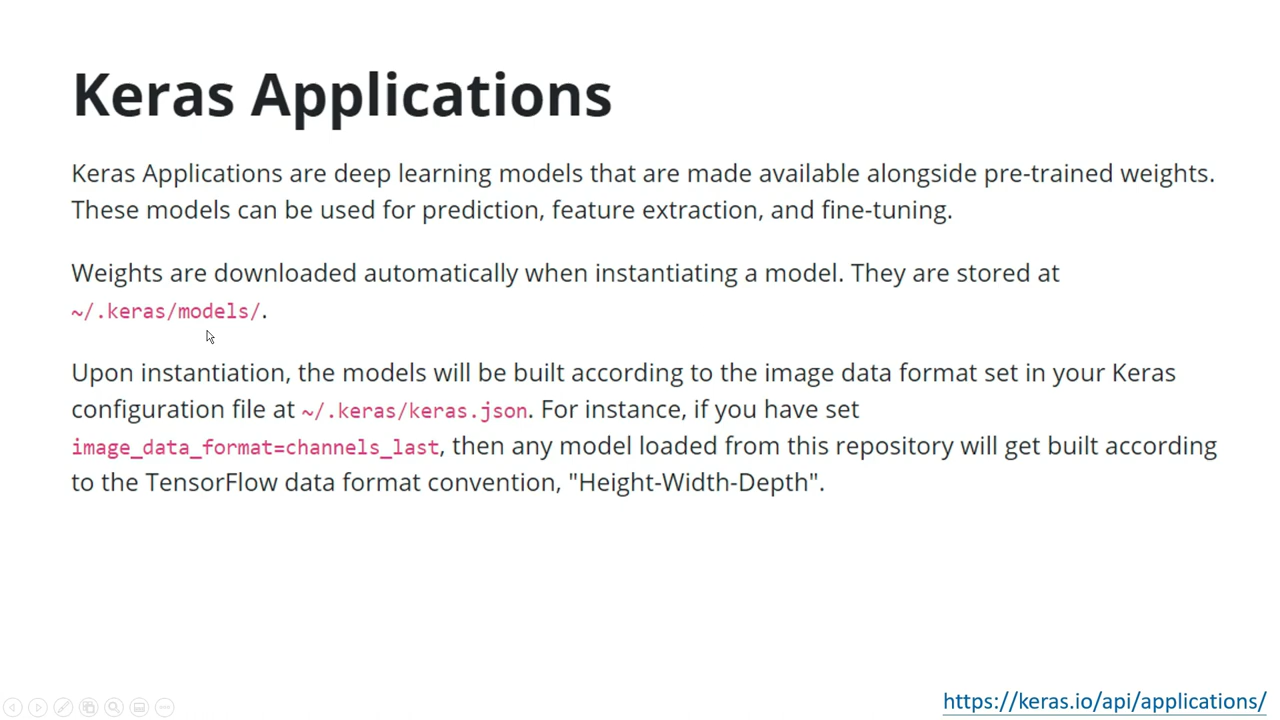 Keras Applications
Keras Applications are deep learning models that are made available alongside pre-trained weights.
These models can be used for prediction, feature extraction, and fine-tuning.
Weights are downloaded automatically when instantiating a model. They are stored at
~/.keras/models/.
Upon instantiation, the models will be built according to the image data format set in your Keras
configuration file at ~/.keras/keras.json. For instance, if you have set
image_data_format=channels_last, then any model loaded from this repository will get built according
to the TensorFlow data format convention, "Height-Width-Depth".
https://keras.io/api/applications/